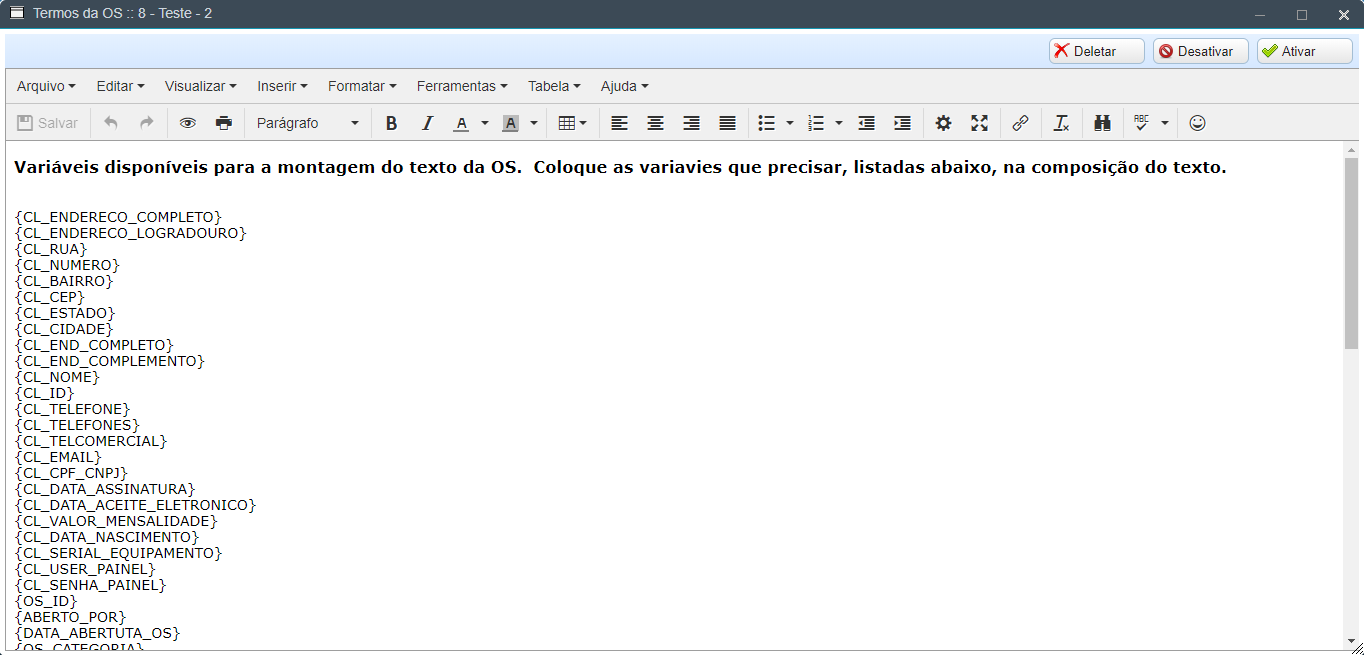 Termos da OS :: 8 - Teste - 2
Deletar Desativar Ativar
Arquivo Editar Visualizar Inserir Formatar Ferramentas Tabela Ajuda
Salvar Parágrafo B I A A ABC
Variáveis disponíveis para a montagem do texto da OS. Coloque as variavies que precisar, listadas abaixo, na composição do texto.
{CL_ENDERECO_COMPLETO}
{CL_ENDERECO_LOGRADOURO}
{CL_RUA}
{CL_NUMERO}
{CL_BAIRRO}
{CL_CEP}
{CL_ESTADO}
{CL_CIDADE}
{CL_END_COMPLETO}
{CL_END_COMPLEMENTO}
{CL_NOME}
{CL_ID}
{CL_TELEFONE}
{CL_TELEFONES}
{CL_TELCOMERCIAL}
{CL_EMAIL}
{CL_CPF_CNPJ}
{CL_DATA_ASSINATURA}
{CL_DATA_ACEITE_ELETRONICO}
{CL_VALOR_MENSALIDADE}
{CL_DATA_NASCIMENTO}
{CL_SERIAL_EQUIPAMENTO}
{CL_USER_PAINEL}
{CL_SENHA_PAINEL}
{OS_ID}
{ABERTO_POR}
{DATA_ABERTUTA_OS}
{OS_CATEGORIA}